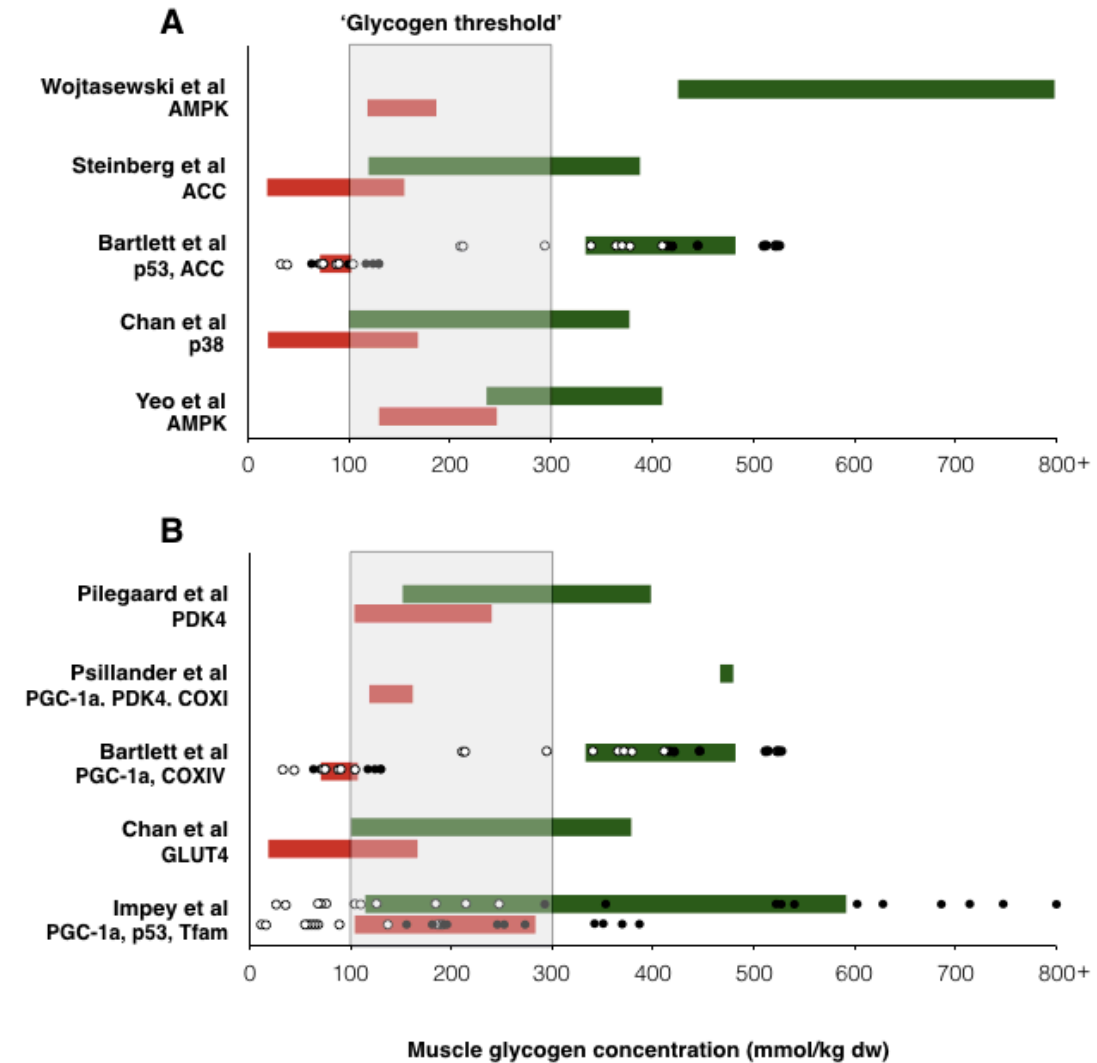 A
‘Glycogen threshold’
Wojtasewski et al
AMPK
Steinberg et al
ACC
Bartlett et al
p53, ACC
Chan et al
p38
Yeo et al
AMPK
0 100 200 300 400 500 600 700 800+
B
Pilegaard et al
PDK4
Psillander et al
PGC-1a. PDK4. COXI
Bartlett et al
PGC-1a, COXIV
Chan et al
GLUT4
Impey et al
PGC-1a, p53, Tfam
0 100 200 300 400 500 600 700 800+
Muscle glycogen concentration (mmol/kg dw)